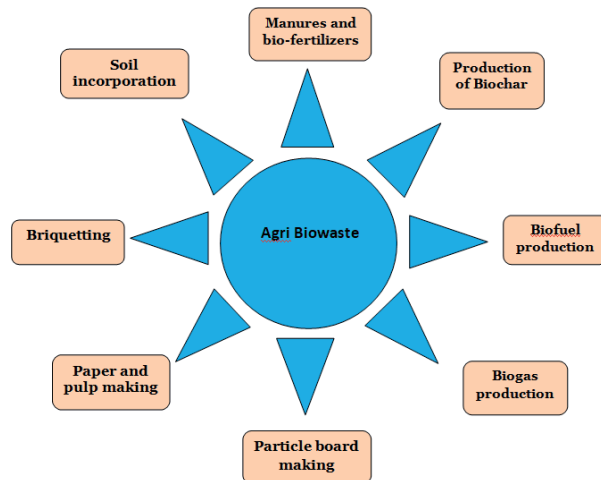 Manures and
bio-fertilizers
Soil
incorporation
Production
of Biochar
Agri Biowaste
Briquetting
Biofuel
production
Paper and
pulp making
Biogas
production
Particle board
making